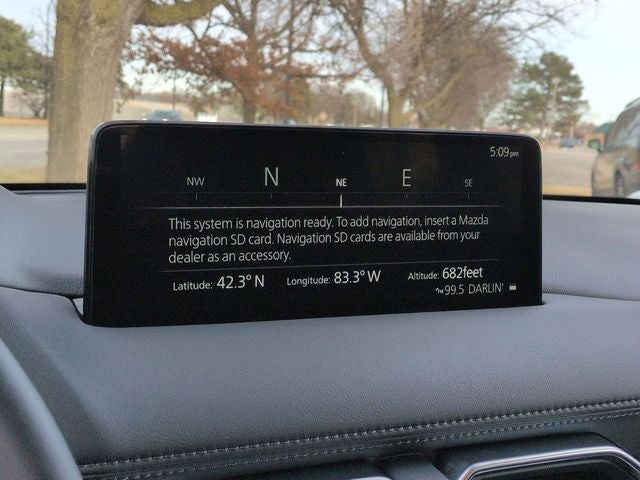 5:09pm
NW N NE E SE
This system is navigation ready. To add navigation, insert a Mazda
navigation SD card. Navigation SD cards are available from your
dealer as an accessory.
Latitude: 42.3° N Longitude: 83.3° W Altitude: 682feet
99.5 DARLIN'